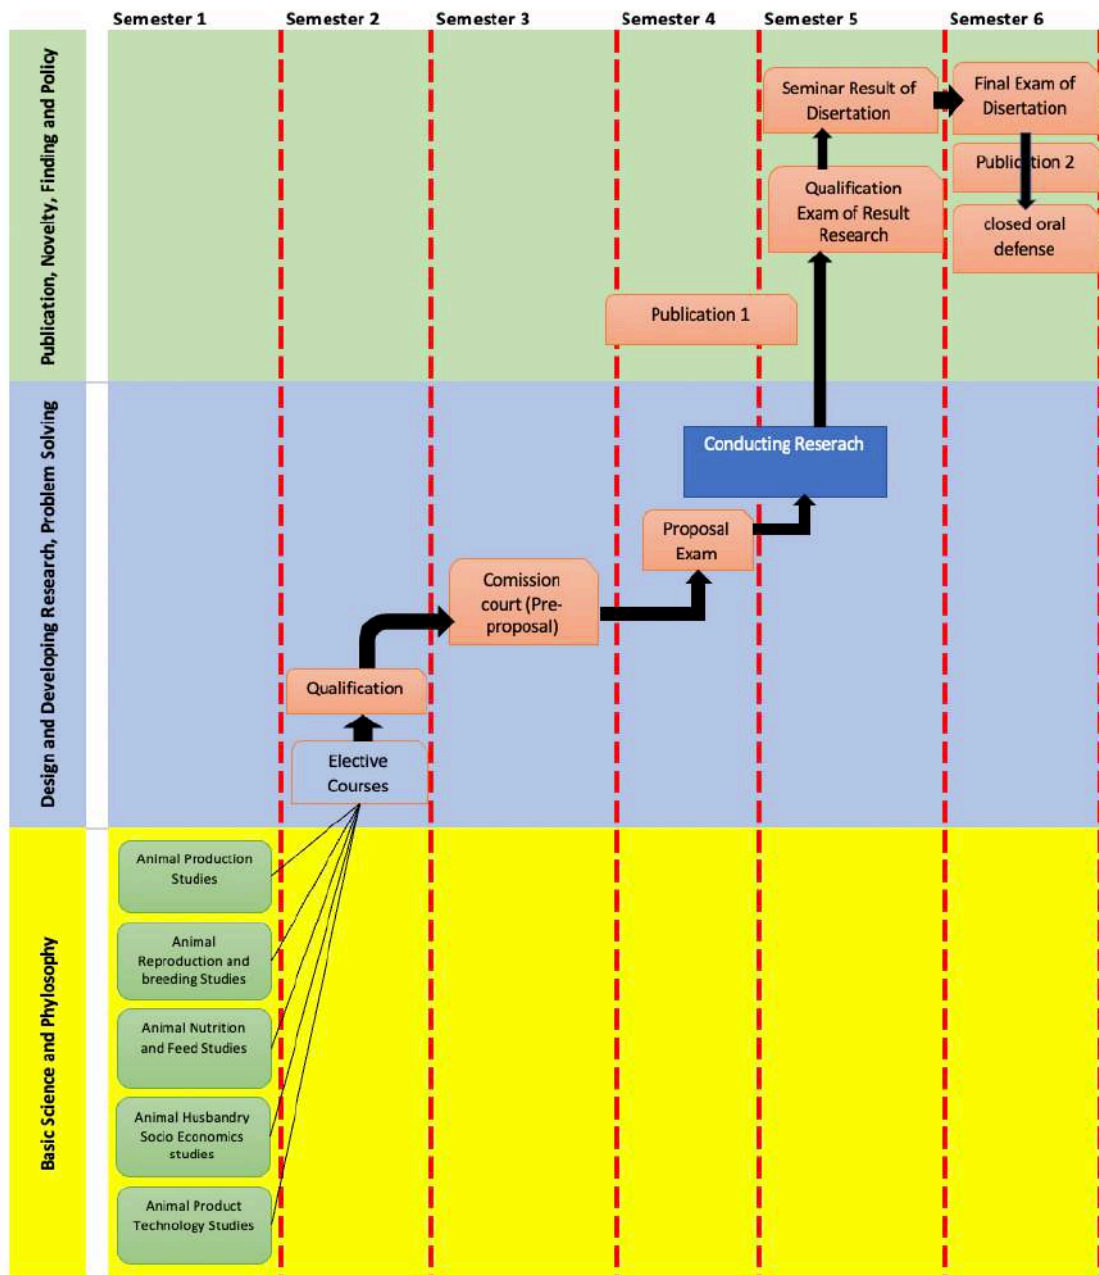 Semester 1
Semester 2
Semester 3
Semester 4
Semester 5
Semester 6
Publication, Novelty, Finding and Policy
Seminar Result of
Disertation
Final Exam of
Disertation
Publication 2
closed oral
defense
Qualification
Exam of Result
Research
Publication 1
Design and Developing Research, Problem Solving
Conducting Reserach
Proposal
Exam
Comission
court (Pre-
proposal)
Qualification
Elective
Courses
Basic Science and Phylosophy
Animal Production
Studies
Animal
Reproduction and
breeding Studies
Animal Nutrition
and Feed Studies
Animal Husbandry
Socio Economics
studies
Animal Product
Technology Studies